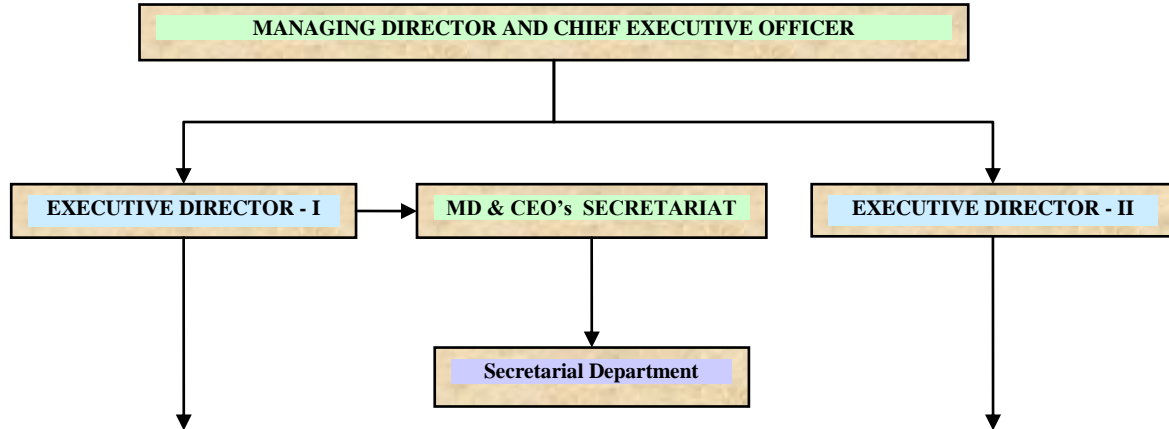 MANAGING DIRECTOR AND CHIEF EXECUTIVE OFFICER
EXECUTIVE DIRECTOR - I
MD & CEO’s SECRETARIAT
EXECUTIVE DIRECTOR - II
Secretarial Department